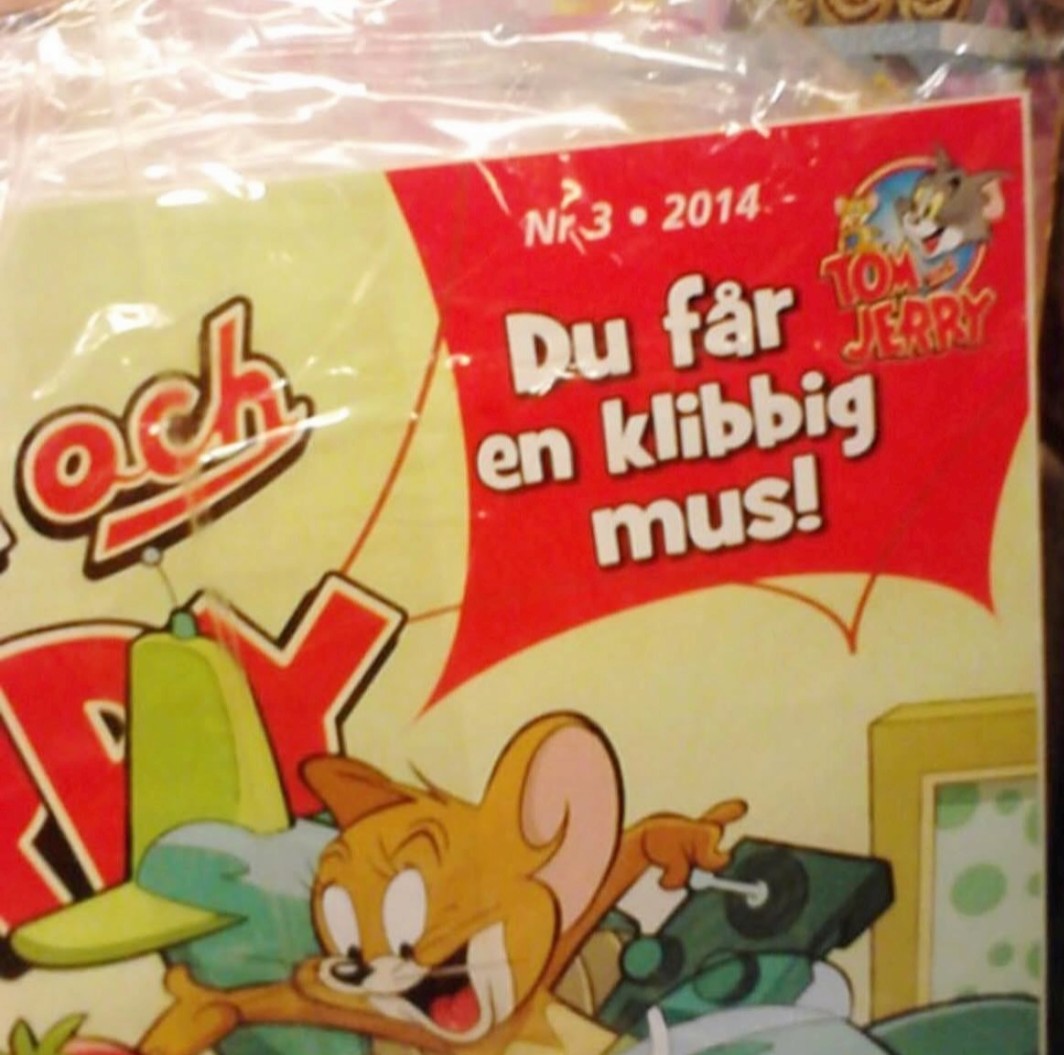 Nr 3 • 2014
TOM
JERRY
Du får
en klibbig
mus!
och